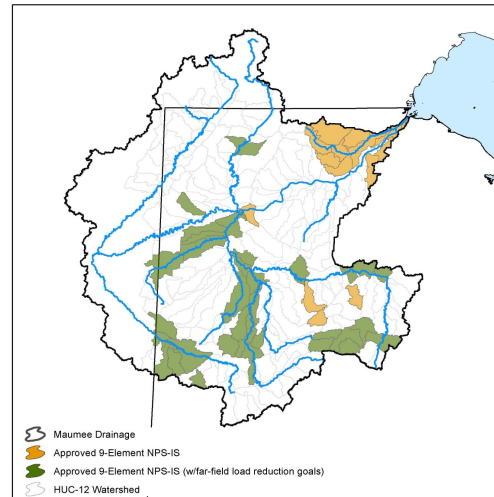 Maumee Drainage
Approved 9-Element NPS-IS
Approved 9-Element NPS-IS (w/far-field load reduction goals)
HUC-12 Watershed